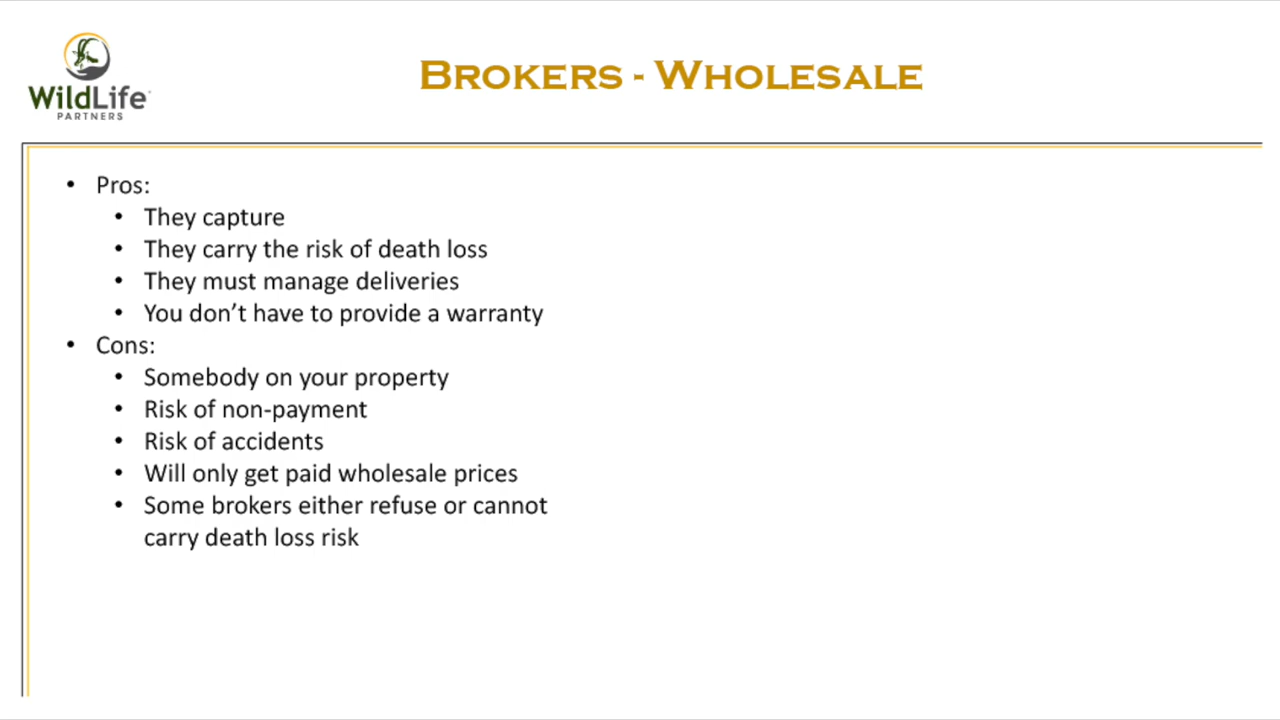 WildLife
PARTNERS
BROKERS - WHOLESALE
• Pros:
• They capture
• They carry the risk of death loss
• They must manage deliveries
• You don’t have to provide a warranty
• Cons:
• Somebody on your property
• Risk of non-payment
• Risk of accidents
• Will only get paid wholesale prices
• Some brokers either refuse or cannot
carry death loss risk